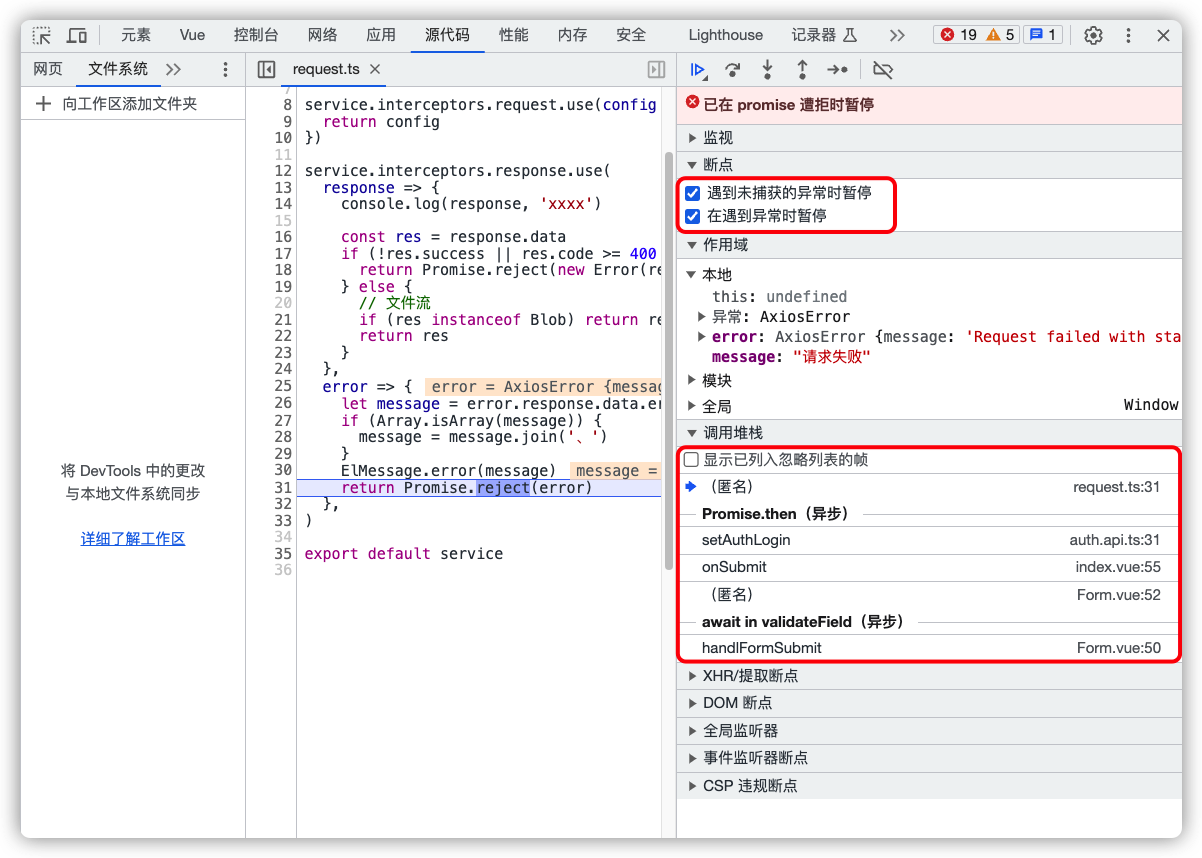 元素 Vue 控制台 网络 应用 源代码 性能 内存 安全 Lighthouse 记录器 19 5 1
网页 文件系统 request.ts
向工作区添加文件夹
将 DevTools 中的更改
与本地文件系统同步
详细了解工作区
7
8 service.interceptors.request.use(config
9 return config
10 })
11
12 service.interceptors.response.use(
13 response => {
14 console.log(response, 'xxxx')
15
16 const res = response.data
17 if (!res.success || res.code >= 400
18 return Promise.reject(new Error(re
19 } else {
20 // 文件流
21 if (res instanceof Blob) return re
22 return res
23 }
24 },
25 error => { error = AxiosError {messag
26 let message = error.response.data.er
27 if (Array.isArray(message)) {
28 message = message.join('、')
29 }
30 ElMessage.error(message) message =
31 return Promise.reject(error)
32 },
33 )
34
35 export default service
36
已在 promise 遭拒时暂停
监视
断点
遇到未捕获的异常时暂停
在遇到异常时暂停
作用域
本地
this: undefined
异常: AxiosError
error: AxiosError {message: 'Request failed with sta
message: "请求失败"
模块
全局 Window
调用堆栈
显示已列入忽略列表的帧
（匿名） request.ts:31
Promise.then（异步）
setAuthLogin auth.api.ts:31
onSubmit index.vue:55
（匿名） Form.vue:52
await in validateField（异步）
handlFormSubmit Form.vue:50
XHR/提取断点
DOM 断点
全局监听器
事件监听器断点
CSP 违规断点